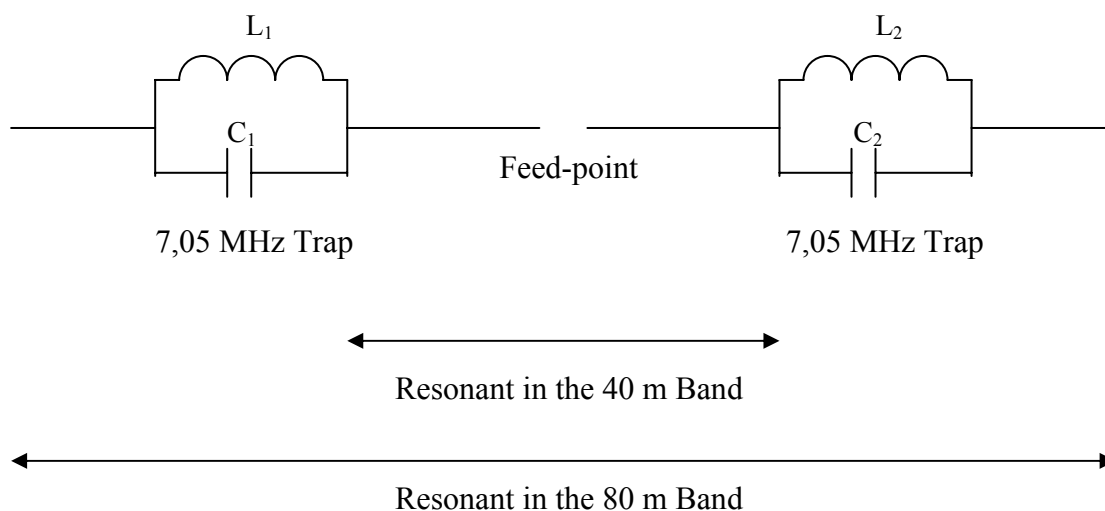 L₁ L₂
C₁ C₂
Feed-point
7,05 MHz Trap 7,05 MHz Trap
Resonant in the 40 m Band
Resonant in the 80 m Band